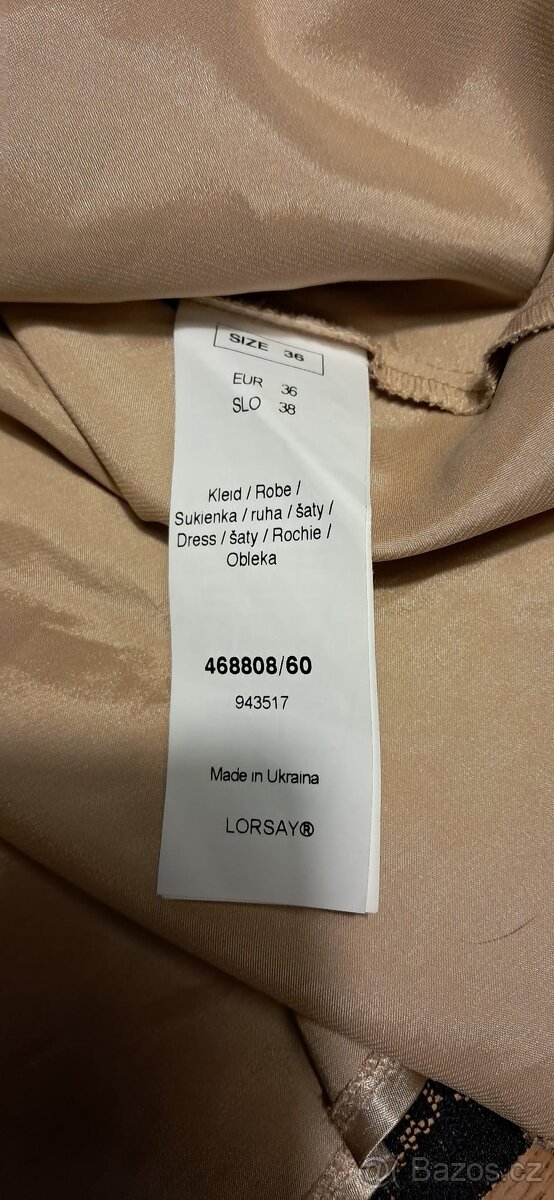 SIZE 36
EUR 36
SLO 38
Kleid / Robe /
Sukienka / ruha / šaty /
Dress / šaty / Rochie /
Obleka
468808/60
943517
Made in Ukraina
LORSAY®
Bazos.cz